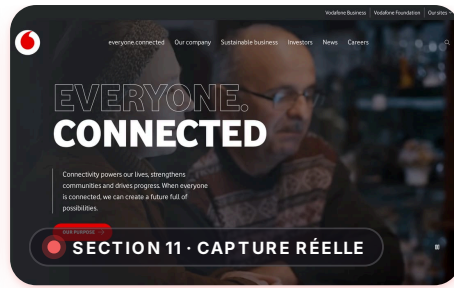 Vodafone Business Vodafone Foundation Our sites
everyone.connected Our company Sustainable business Investors News Careers
EVERYONE.
CONNECTED
Connectivity powers our lives, strengthens
communities and drives progress. When everyone
is connected, we can create a future full of
possibilities.
OUR PURPOSE
SECTION 11 · CAPTURE RÉELLE